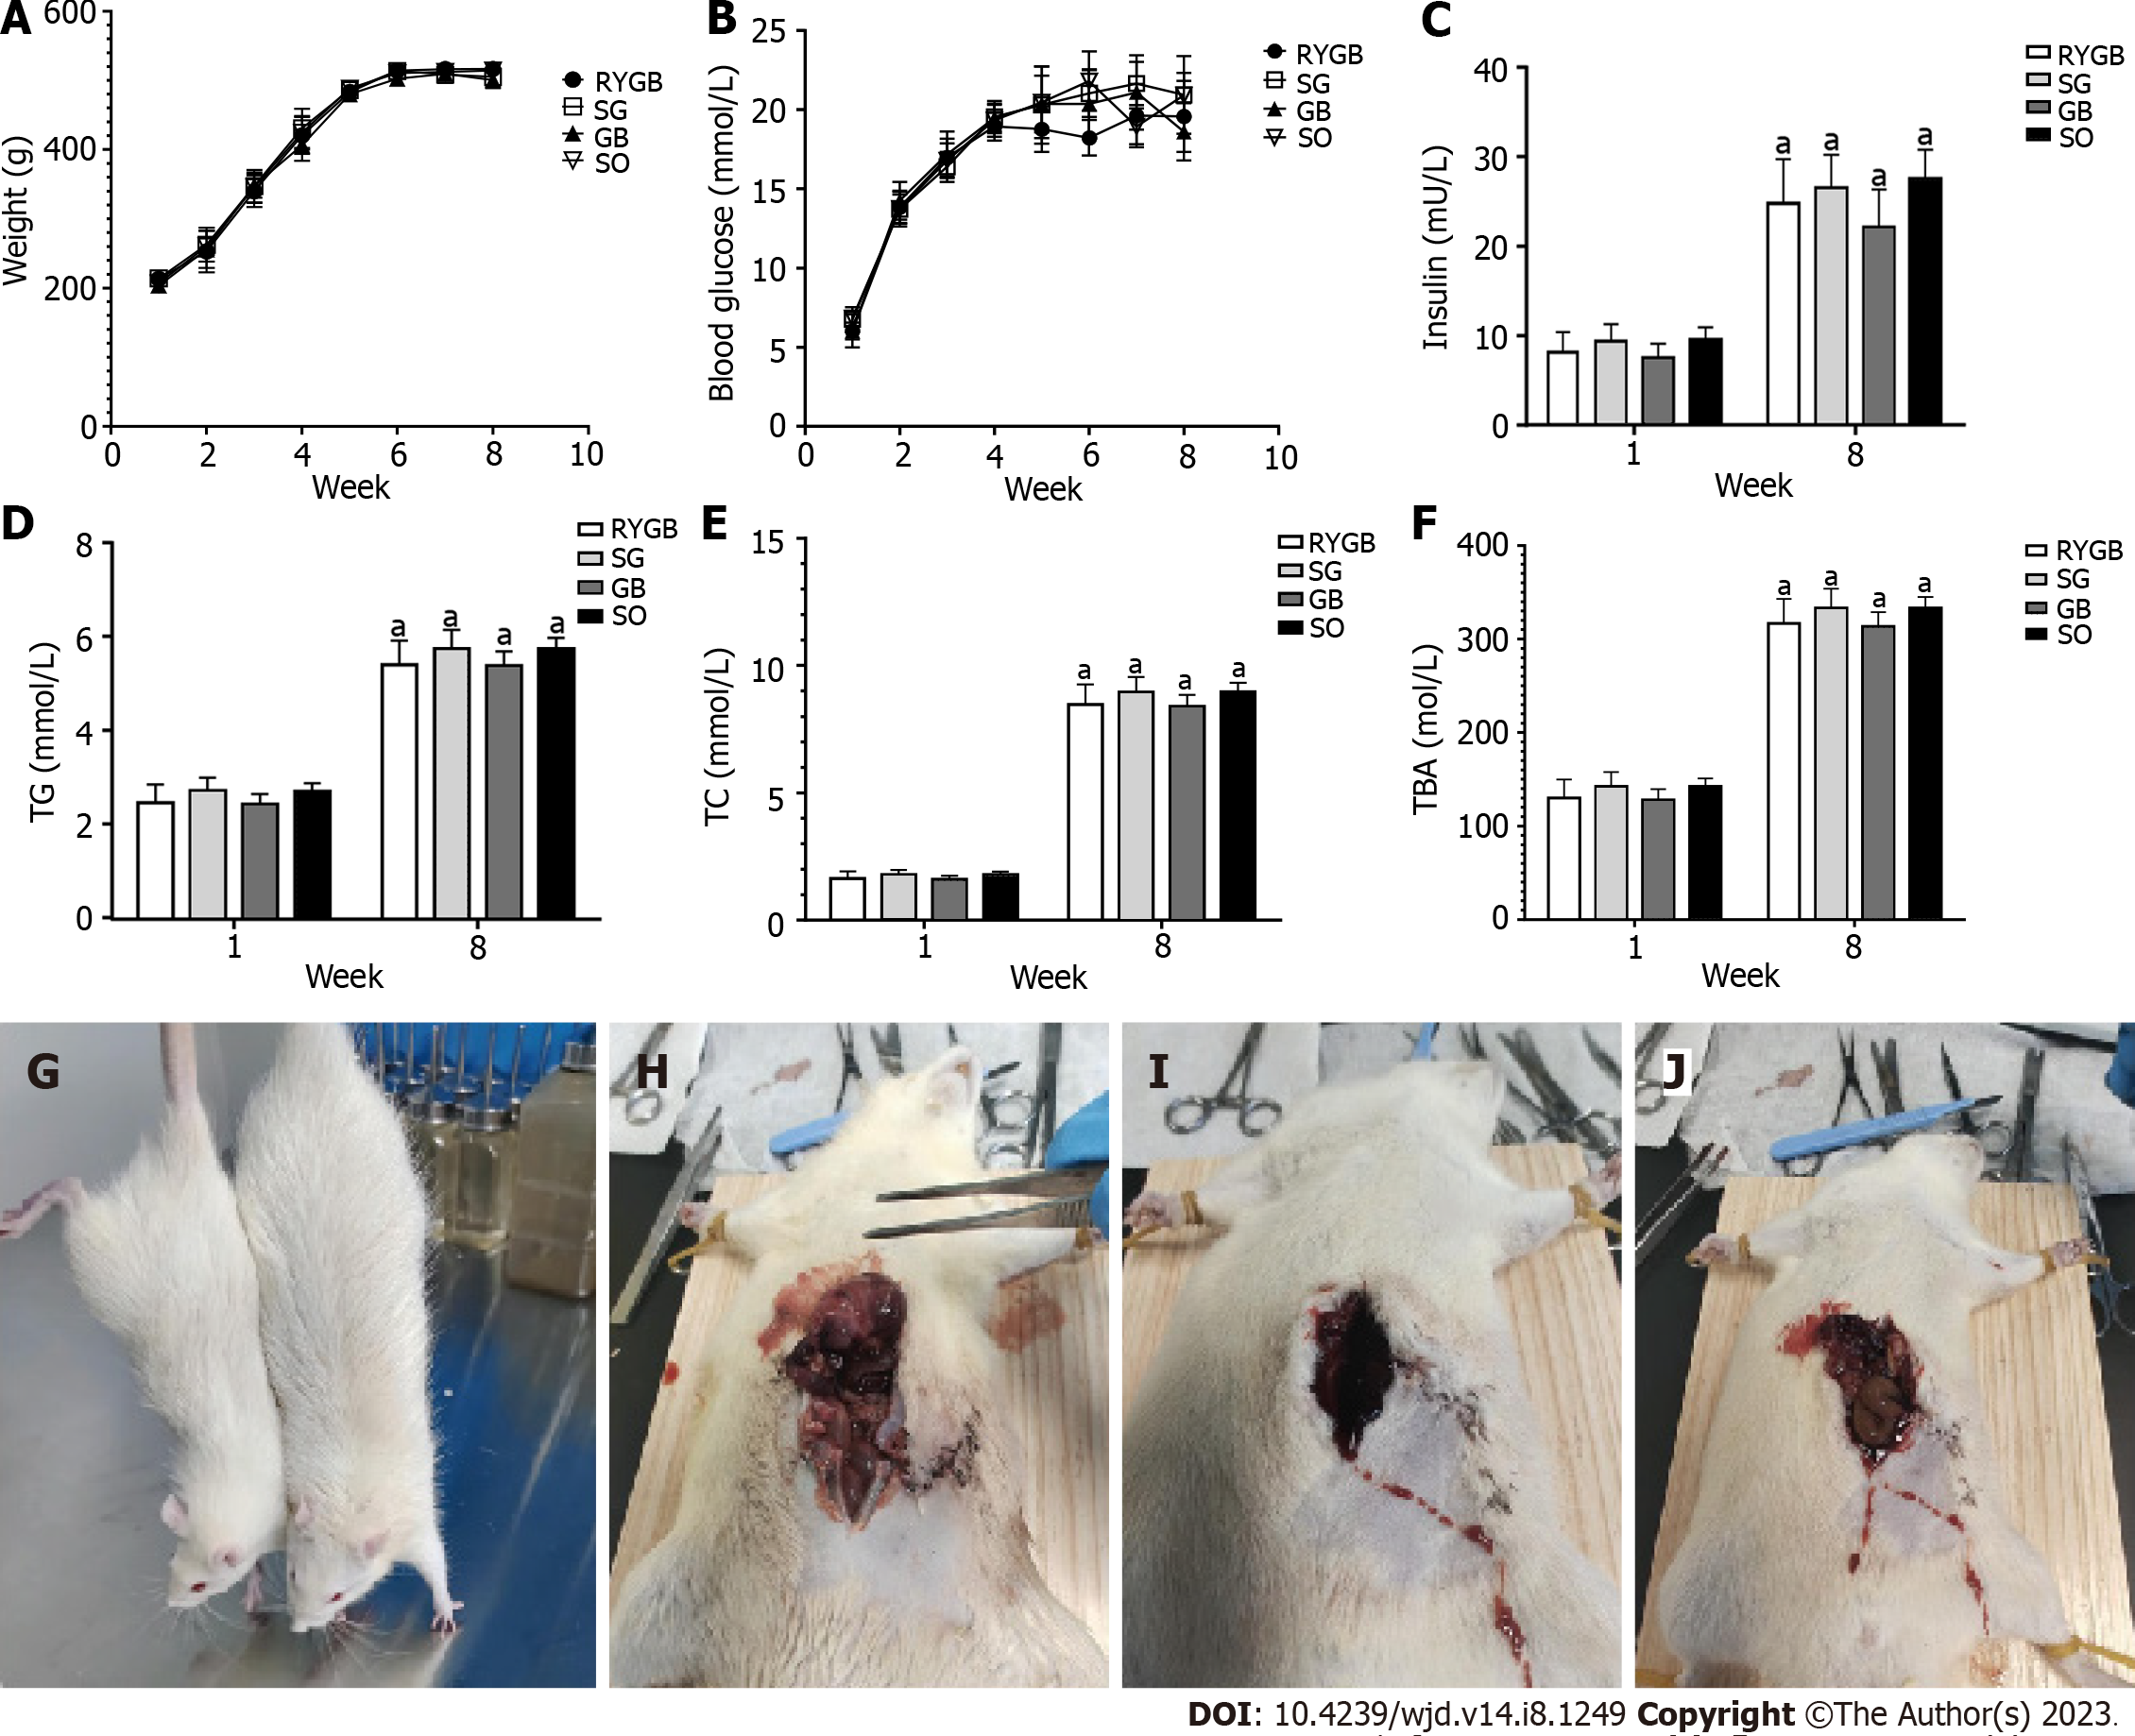 A
600
400
200
0
Weight (g)
0 2 4 6 8 10
Week
RYGB
SG
GB
SO
B
25
20
15
10
5
0
Blood glucose (mmol/L)
0 2 4 6 8 10
Week
RYGB
SG
GB
SO
C
40
30
20
10
0
Insulin (mU/L)
a a a a
1 8
Week
RYGB
SG
GB
SO
D
8
6
4
2
0
TG (mmol/L)
a a a a
1 8
Week
RYGB
SG
GB
SO
E
15
10
5
0
TC (mmol/L)
a a a a
1 8
Week
RYGB
SG
GB
SO
F
400
300
200
100
0
TBA (mol/L)
a a a a
1 8
Week
RYGB
SG
GB
SO
G
H
I
J
DOI: 10.4239/wjd.v14.i8.1249 Copyright ©The Author(s) 2023.